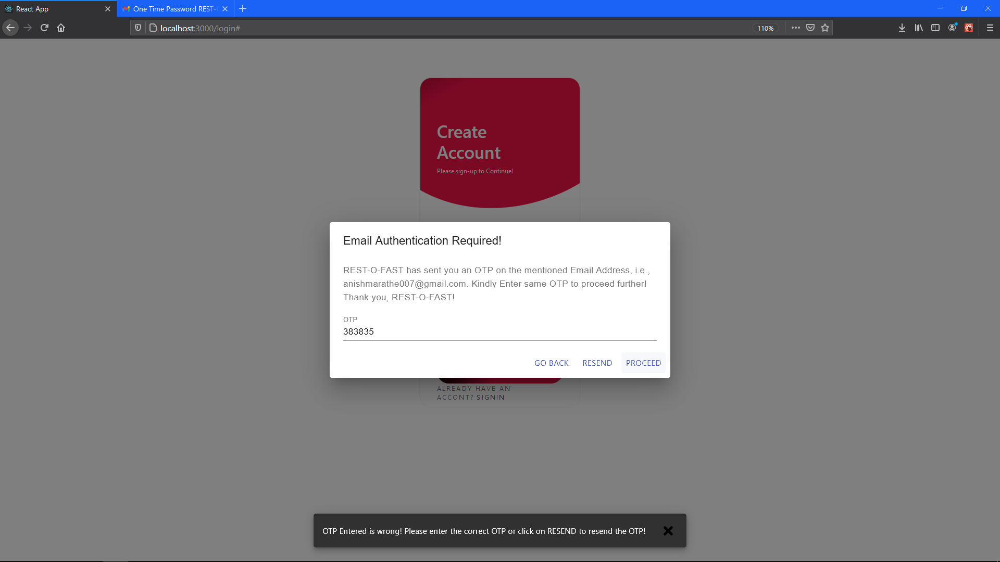 React App
One Time Password REST-
localhost:3000/login#
110%
Create
Account
Please sign-up to Continue!
Email Authentication Required!
REST-O-FAST has sent you an OTP on the mentioned Email Address, i.e.,
anishmarathe007@gmail.com. Kindly Enter same OTP to proceed further!
Thank you, REST-O-FAST!
OTP
383835
GO BACK RESEND PROCEED
ALREADY HAVE AN
ACCONT? SIGNIN
OTP Entered is wrong! Please enter the correct OTP or click on RESEND to resend the OTP!